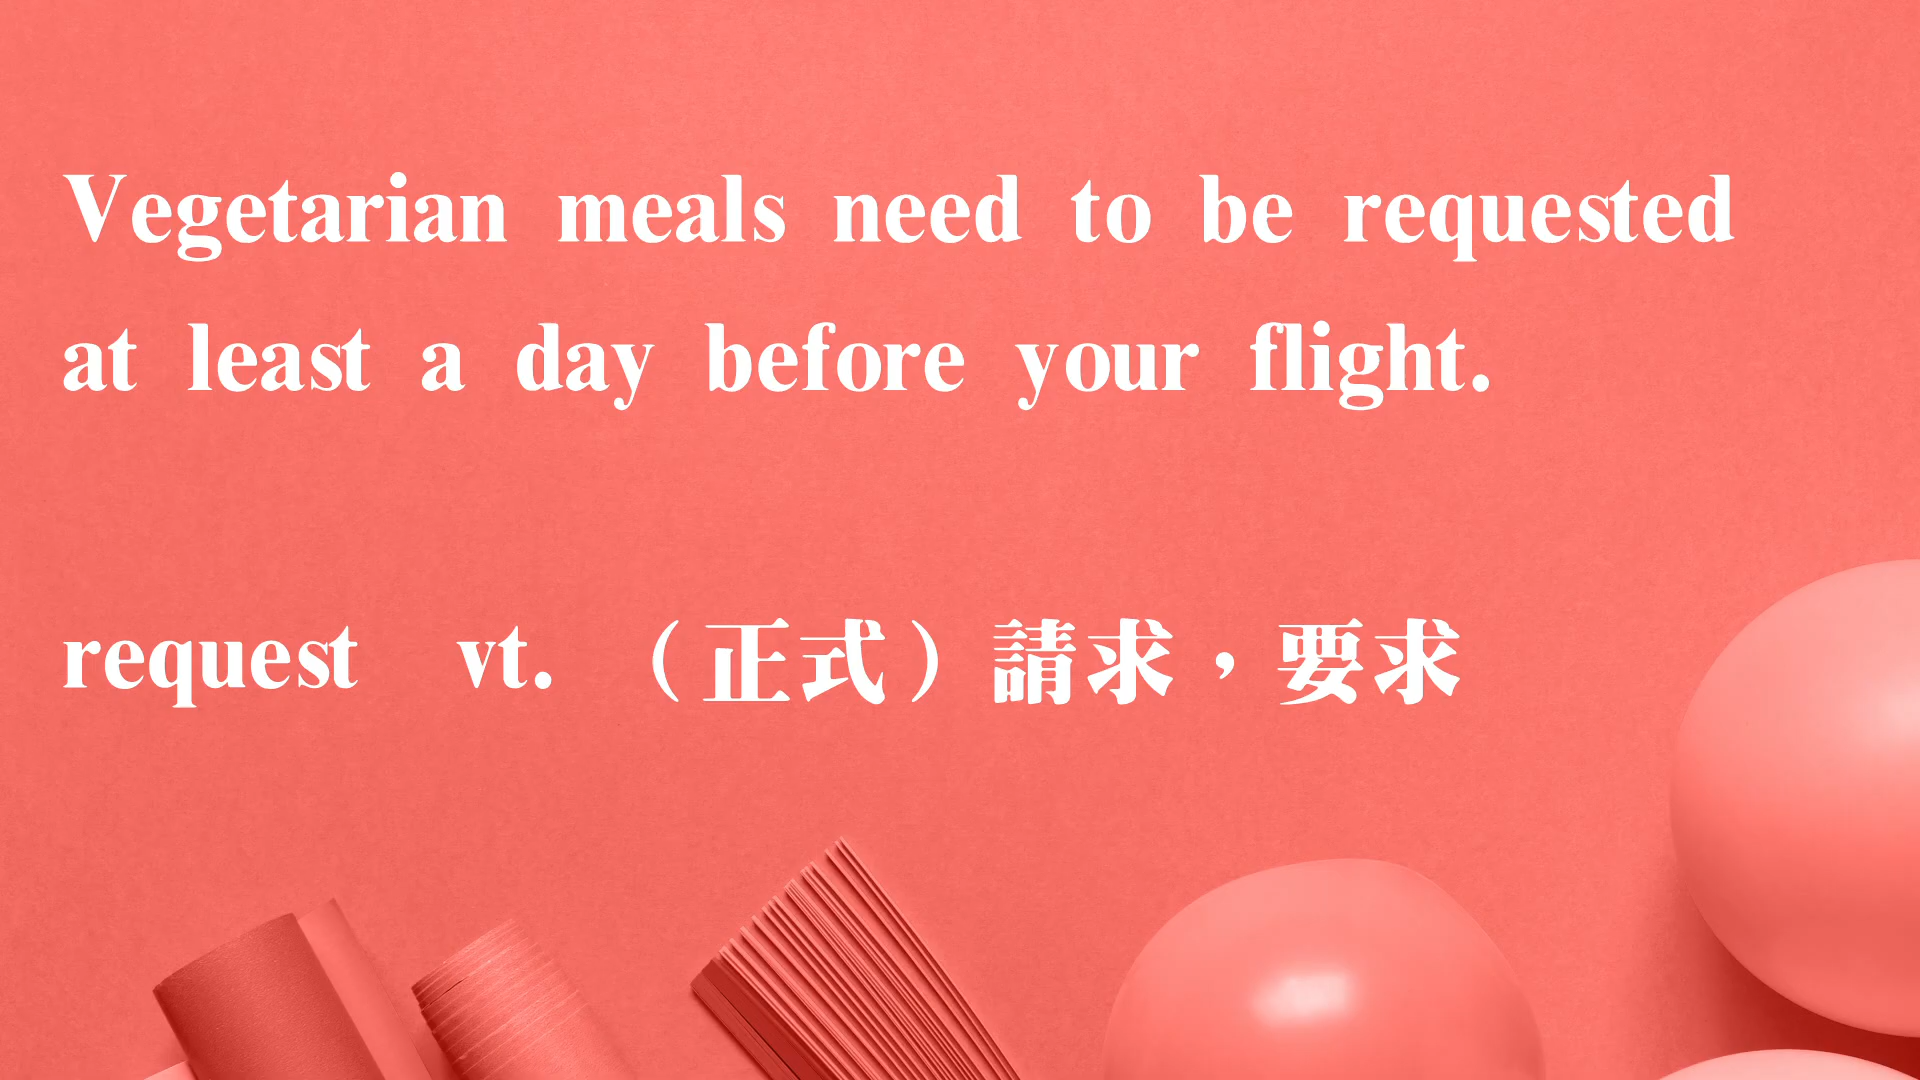 Vegetarian meals need to be requested
at least a day before your flight.
request vt. （正式）請求，要求